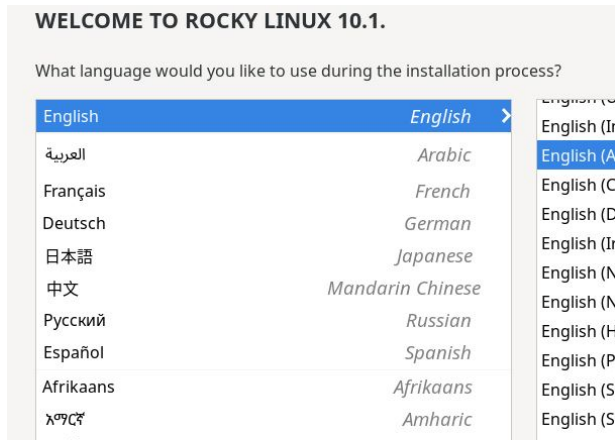 WELCOME TO ROCKY LINUX 10.1.
What language would you like to use during the installation process?
English English
العربية Arabic
Français French
Deutsch German
日本語 Japanese
中文 Mandarin Chinese
Русский Russian
Español Spanish
Afrikaans Afrikaans
አማርኛ Amharic
English (I
English (A
English (C
English (D
English (I
English (N
English (N
English (H
English (P
English (S
English (S